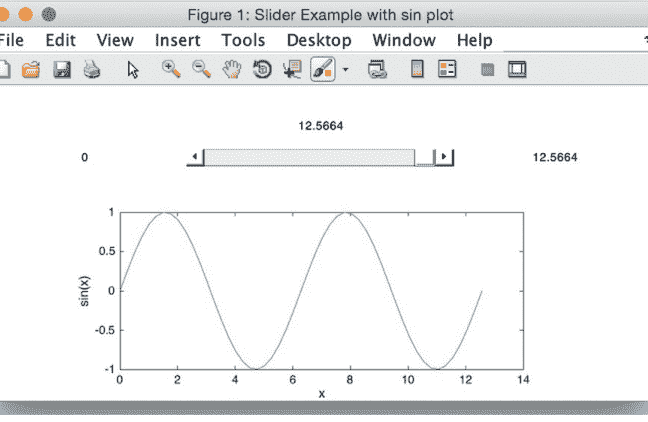 Figure 1: Slider Example with sin plot
File Edit View Insert Tools Desktop Window Help
12.5664
0
12.5664
1
0.5
0
-0.5
-1
sin(x)
0 2 4 6 8 10 12 14
x